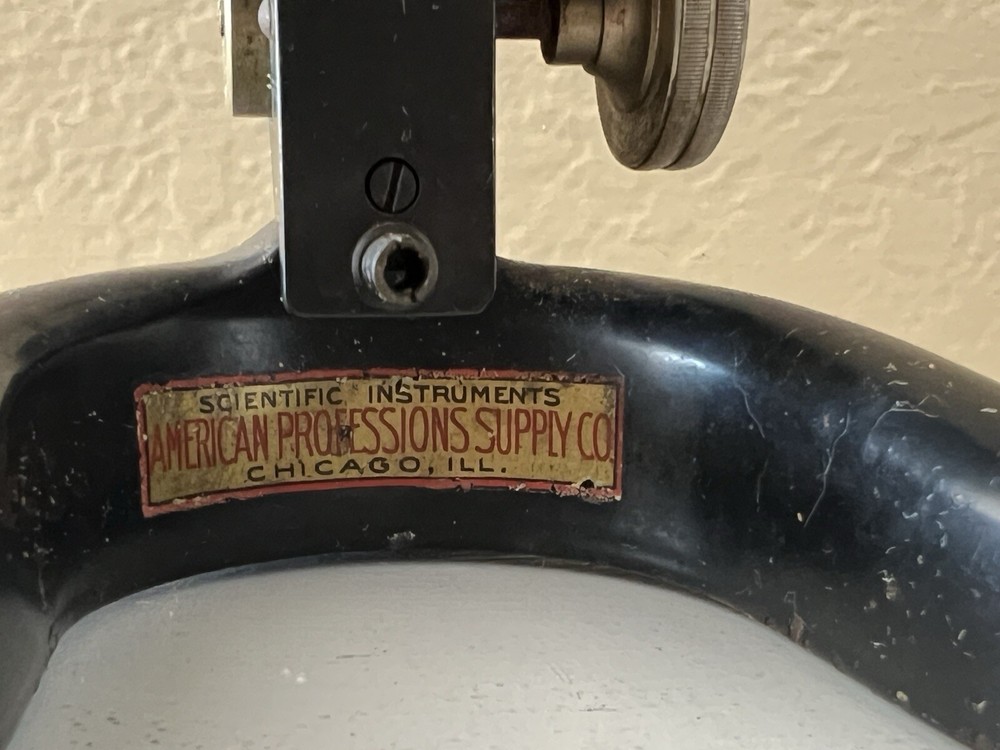 SCIENTIFIC INSTRUMENTS
AMERICAN PROFESSIONS SUPPLY CO.
CHICAGO, ILL.